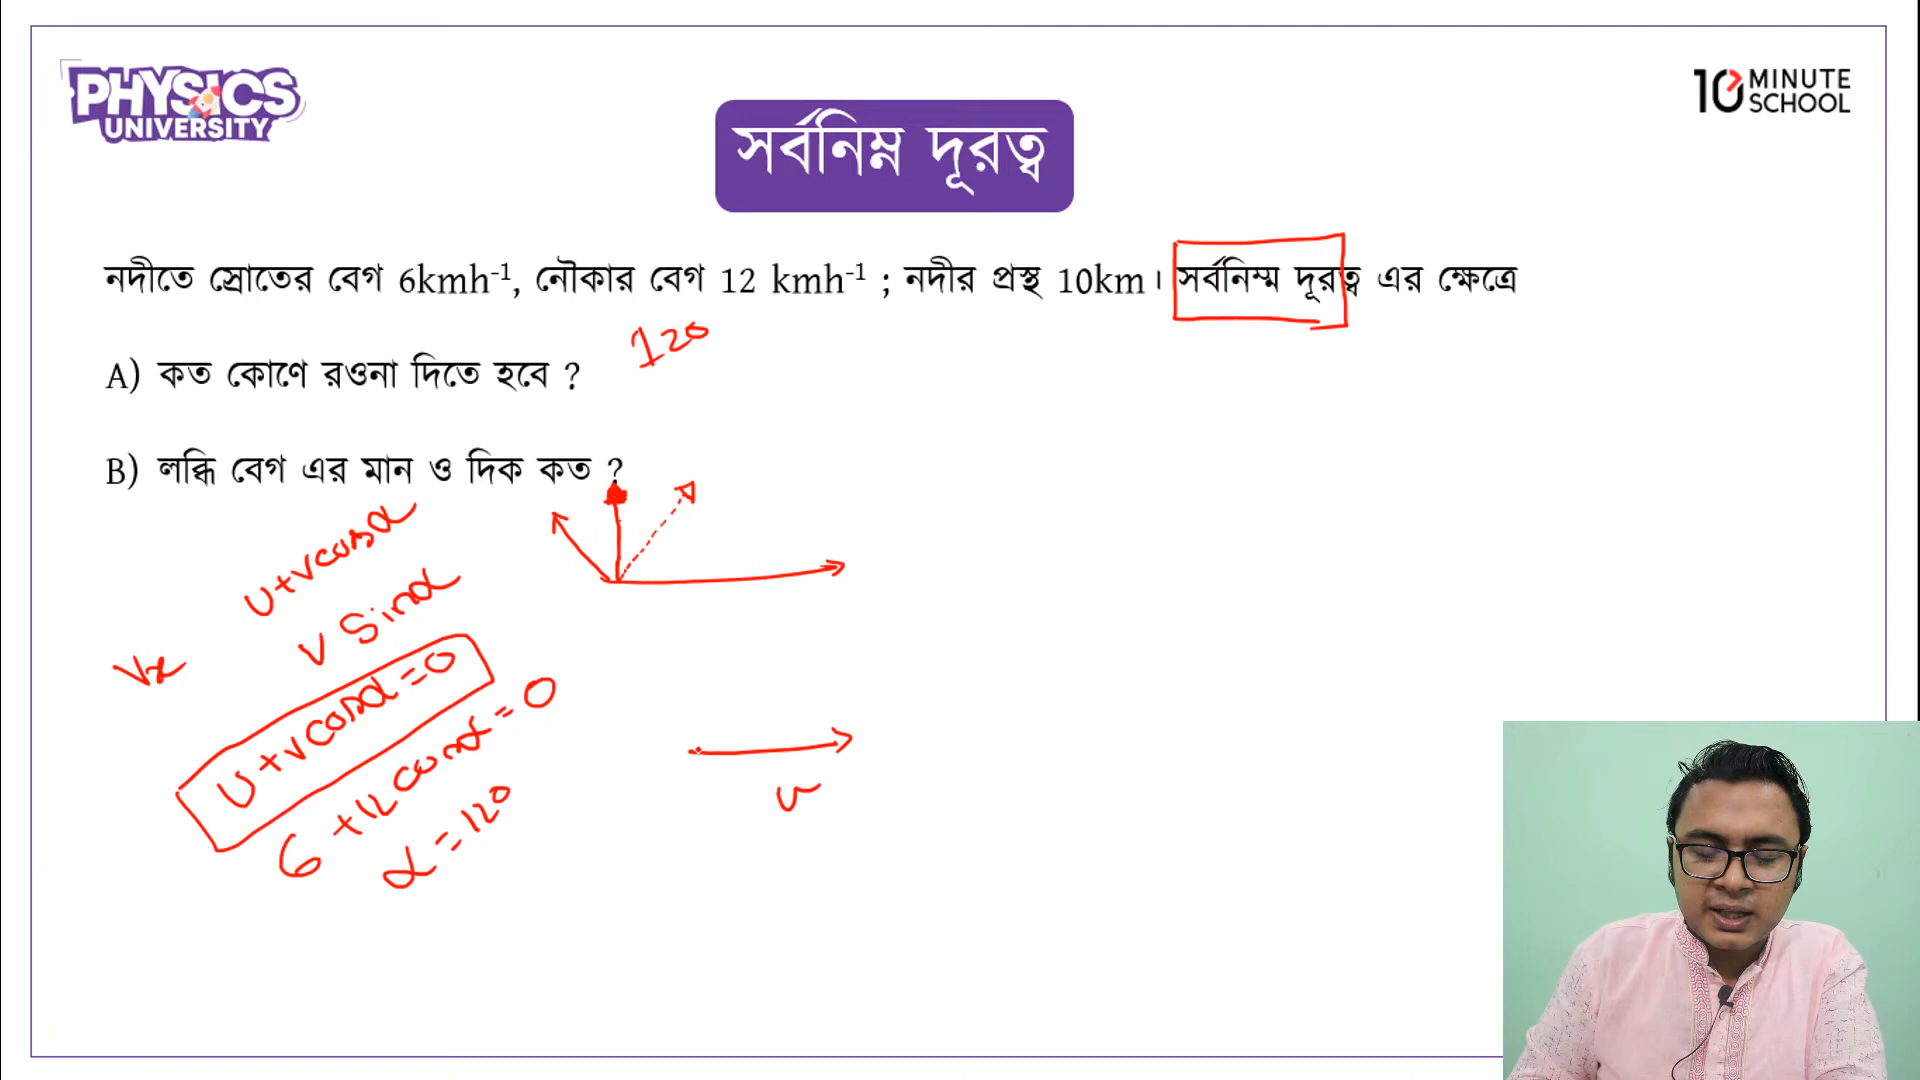 PHYSICS
UNIVERSITY
10 MINUTE
SCHOOL
সর্বনিম্ন দূরত্ব
নদীতে স্রোতের বেগ 6kmh-1, নৌকার বেগ 12 kmh-1 ; নদীর প্রস্থ 10km। সর্বনিম্ম দূরত্ব এর ক্ষেত্রে
120
A) কত কোণে রওনা দিতে হবে ?
B) লব্ধি বেগ এর মান ও দিক কত ?
u+vcosα
v sinα
Vx
u+vcosα=0
6+12cosα=0
α=120
u